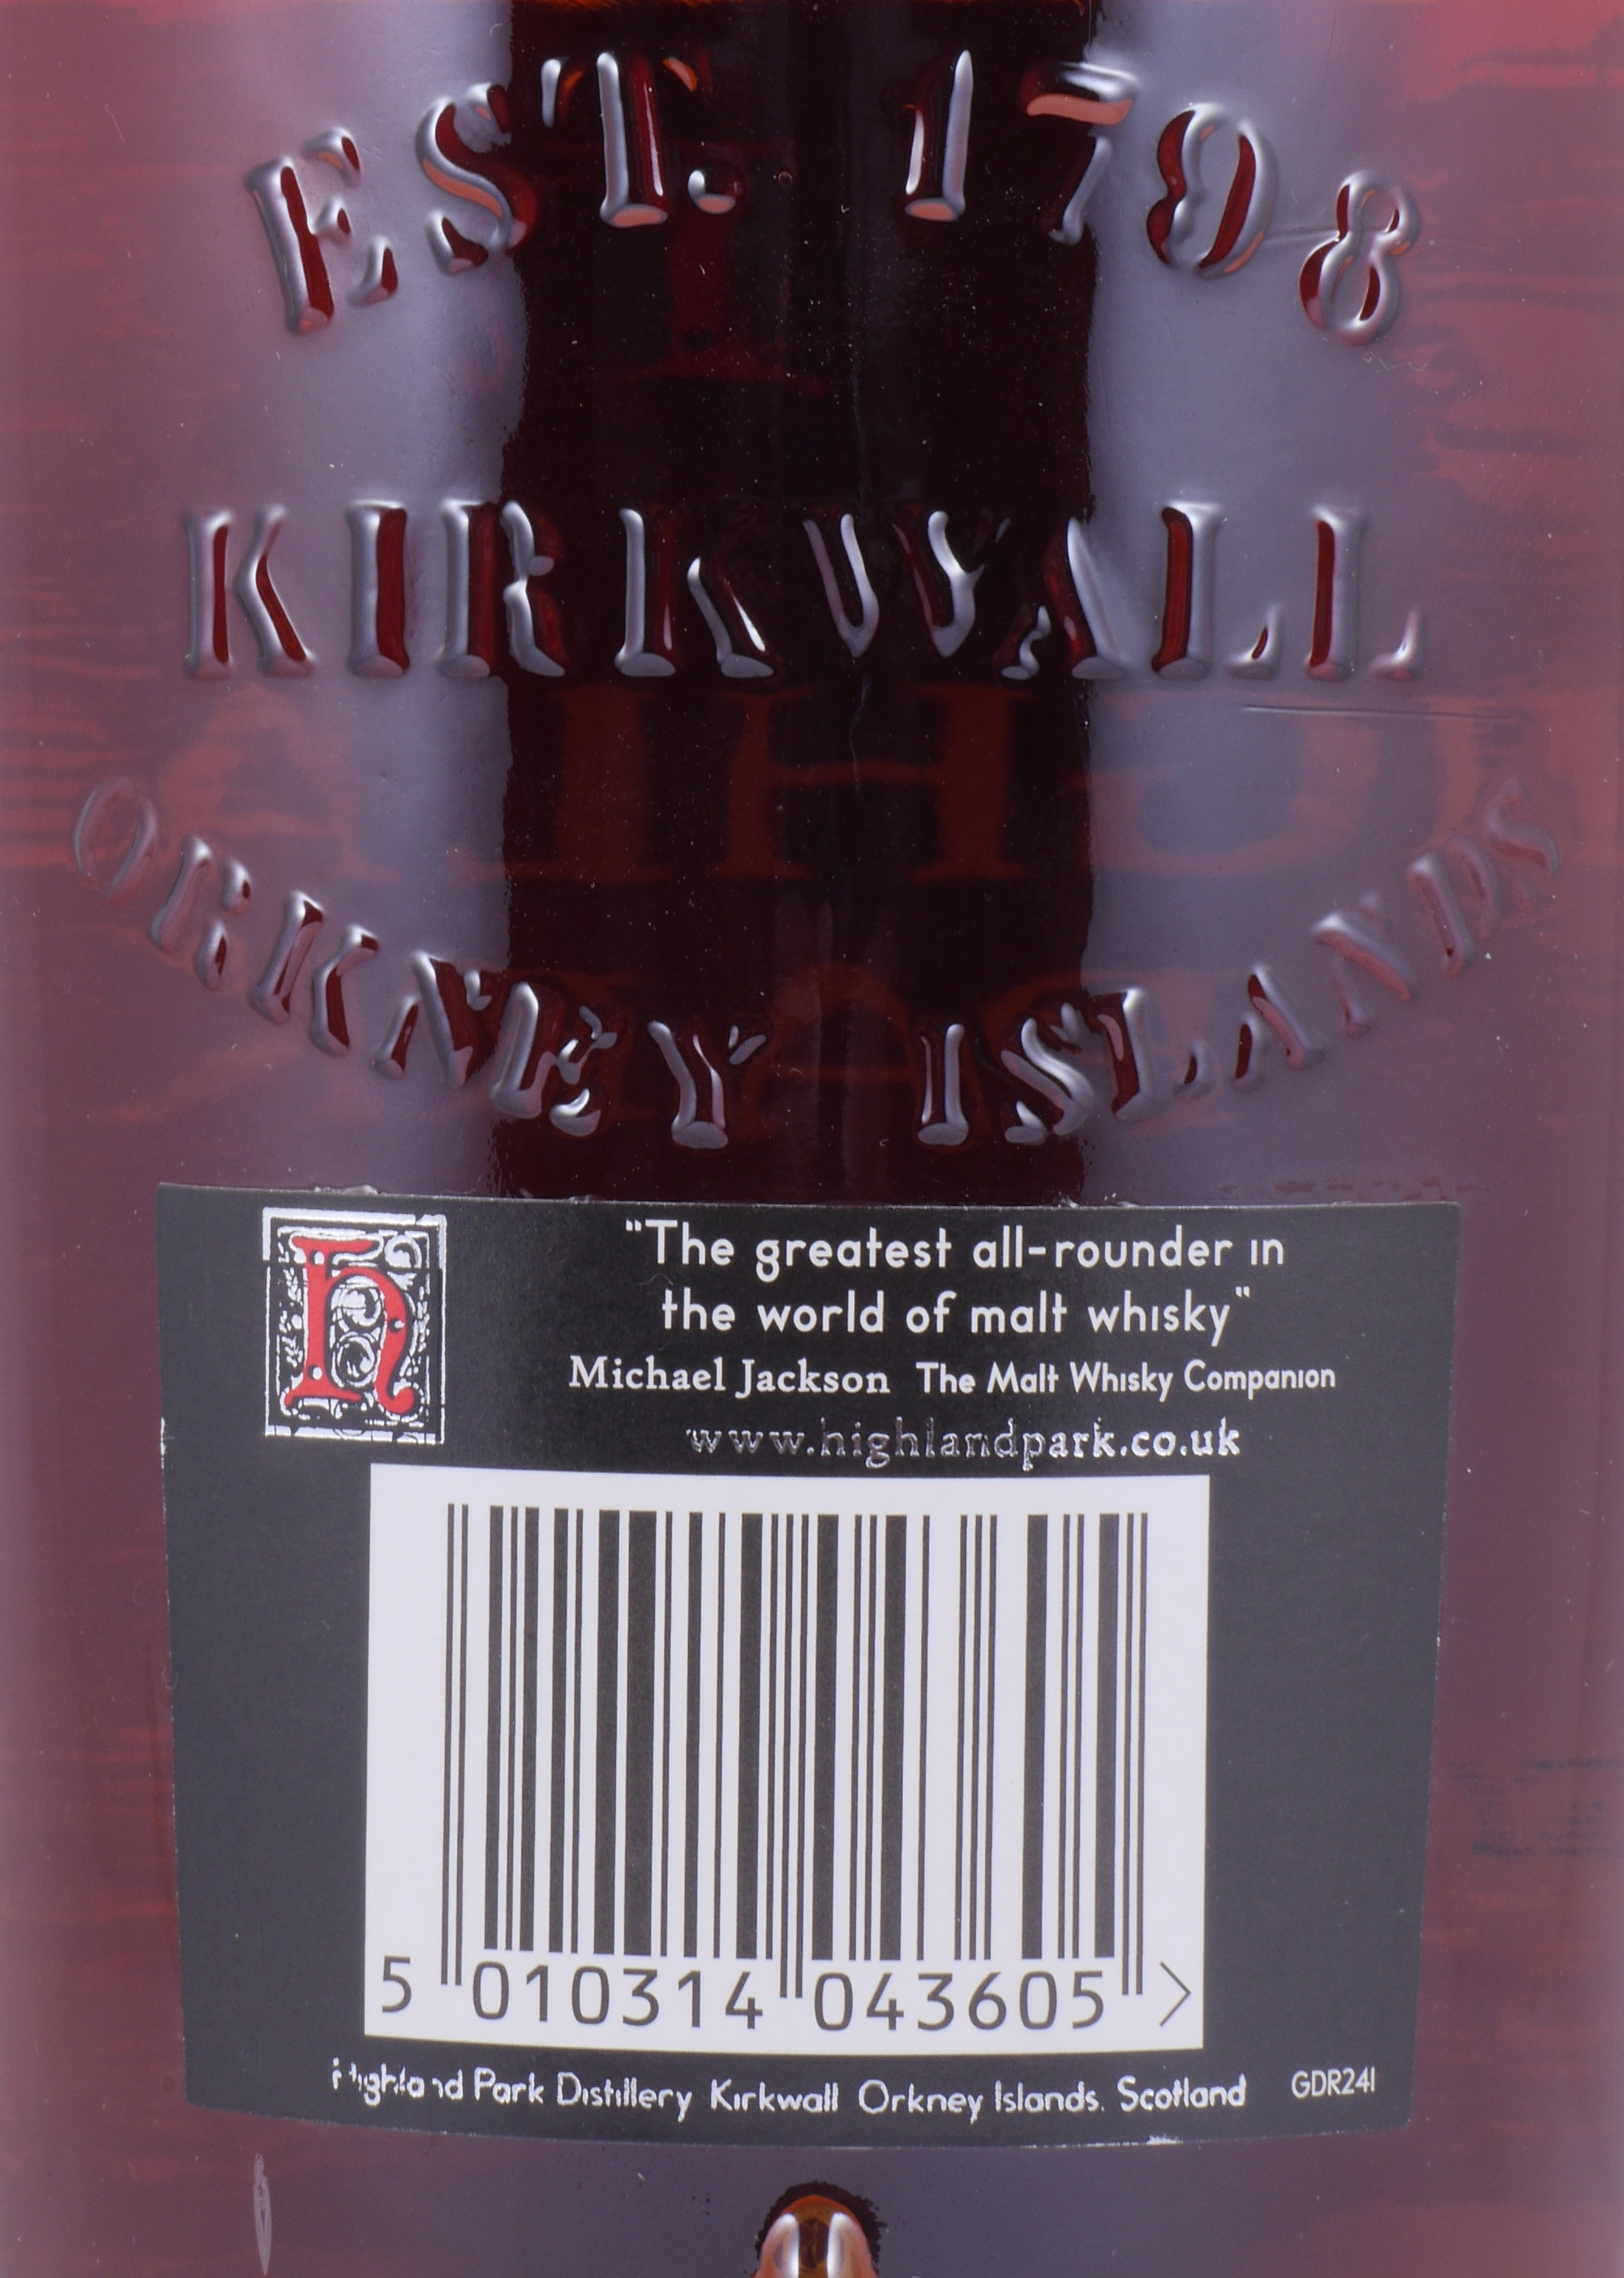 EST. 1798
KIRKWALL
ORKNEY ISLANDS
h
"The greatest all-rounder in
the world of malt whisky"
Michael Jackson The Malt Whisky Companion
www.highlandpark.co.uk
5 010314 043605 >
Highland Park Distillery Kirkwall Orkney Islands. Scotland GDR241